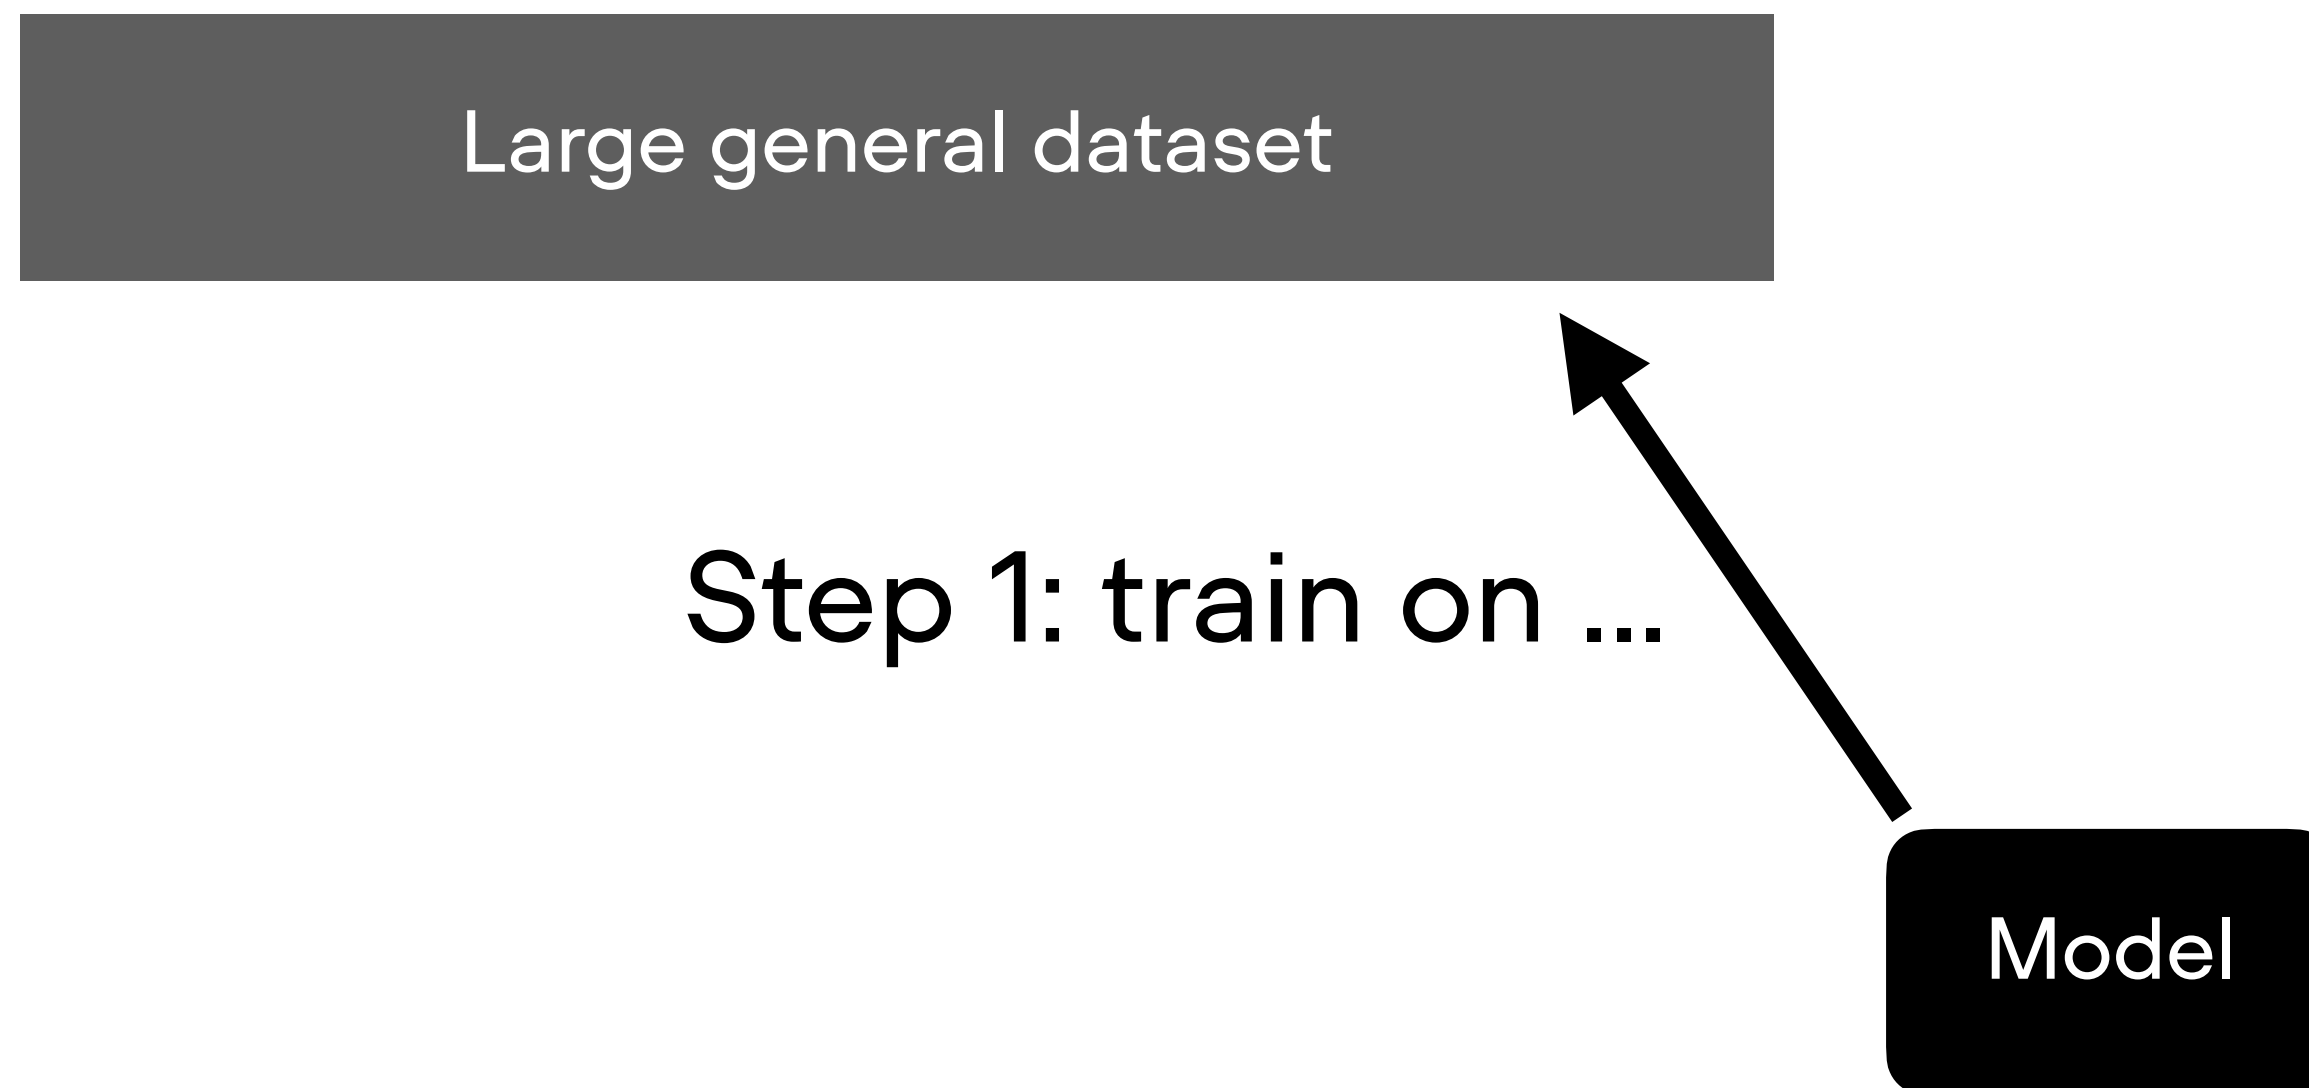 Large general dataset
Step 1: train on ...
Model